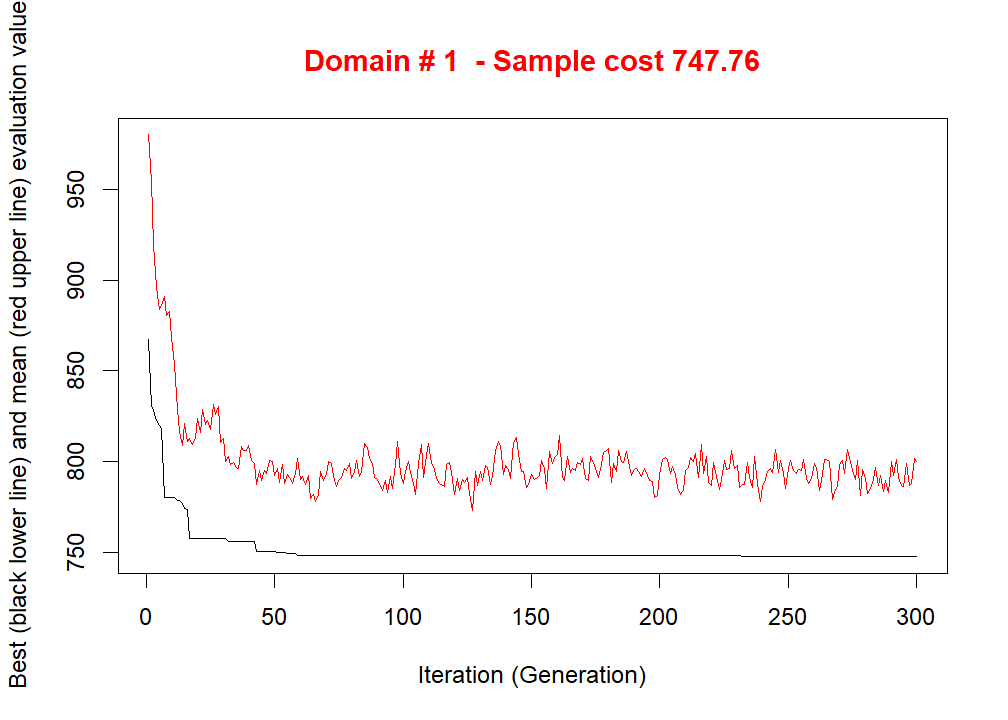 Domain # 1  - Sample cost 747.76
Best (black lower line) and mean (red upper line) evaluation value
950
900
850
800
750
0 50 100 150 200 250 300
Iteration (Generation)